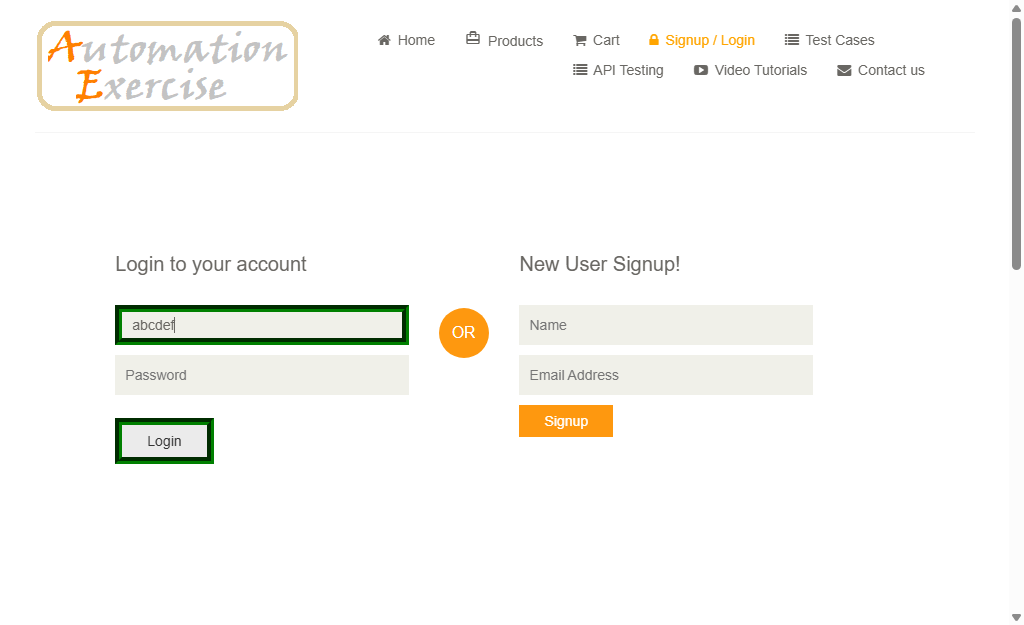 Automation
Exercise
Home
Products
Cart
Signup / Login
Test Cases
API Testing
Video Tutorials
Contact us
Login to your account
abcdef
Password
Login
OR
New User Signup!
Name
Email Address
Signup